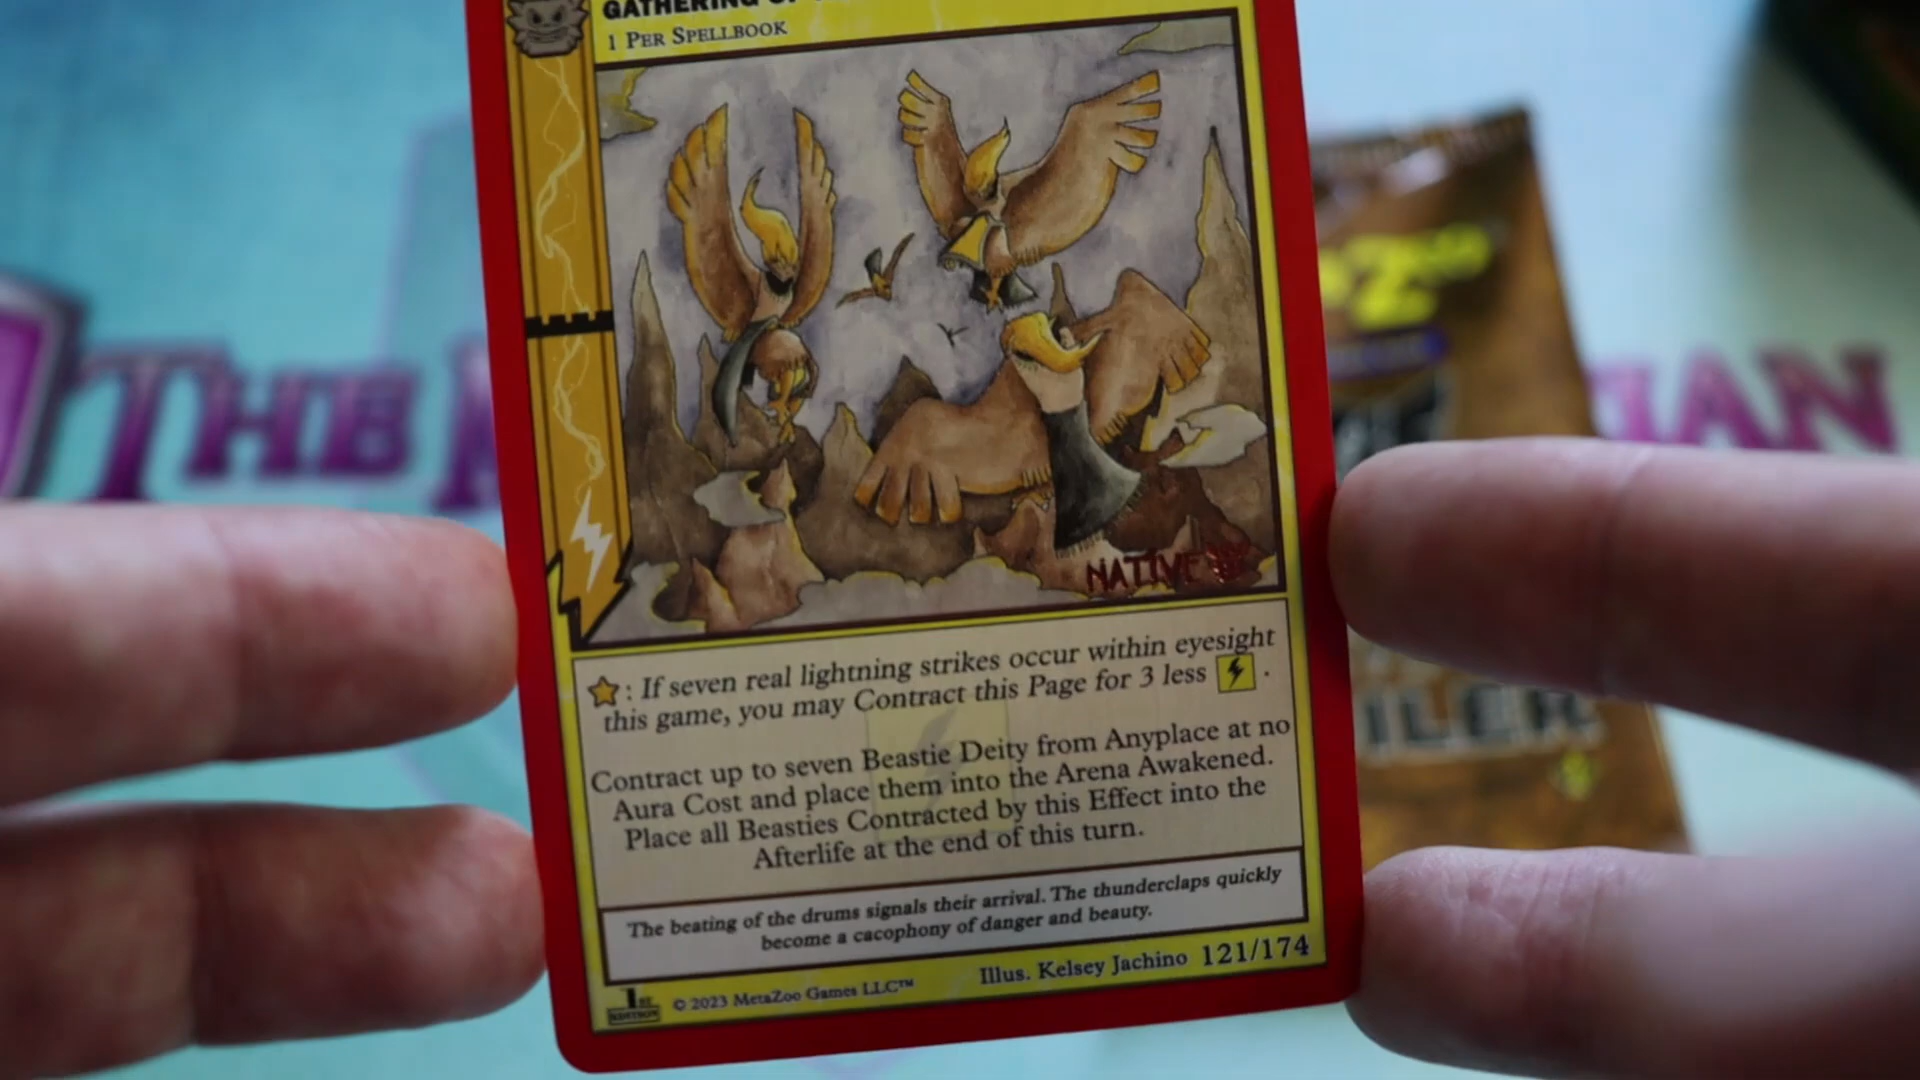 GATHERING OF
1 PER SPELLBOOK
NATIVE
: If seven real lightning strikes occur within eyesight
this game, you may Contract this Page for 3 less .
Contract up to seven Beastie Deity from Anyplace at no
Aura Cost and place them into the Arena Awakened.
Place all Beasties Contracted by this Effect into the
Afterlife at the end of this turn.
The beating of the drums signals their arrival. The thunderclaps quickly
become a cacophony of danger and beauty.
1ST EDITION
© 2023 MetaZoo Games LLC™
Illus. Kelsey Jachino 121/174
THE